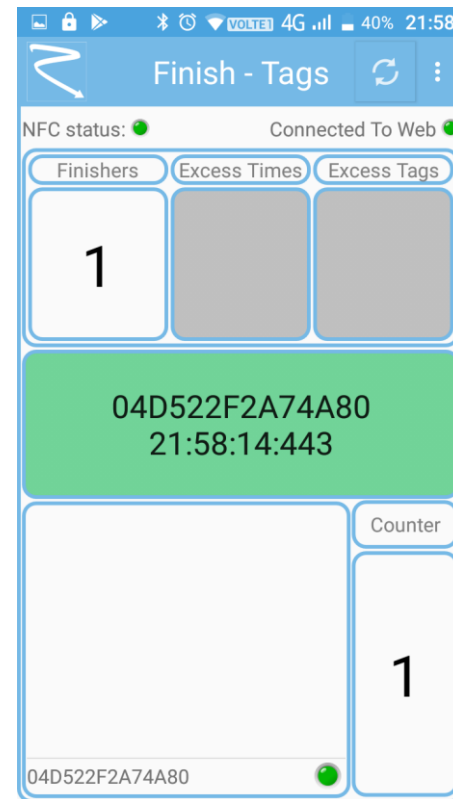 VOLTE1 4G 40% 21:58
Finish - Tags
NFC status: Connected To Web
Finishers Excess Times Excess Tags
1
04D522F2A74A80
21:58:14:443
Counter
1
04D522F2A74A80